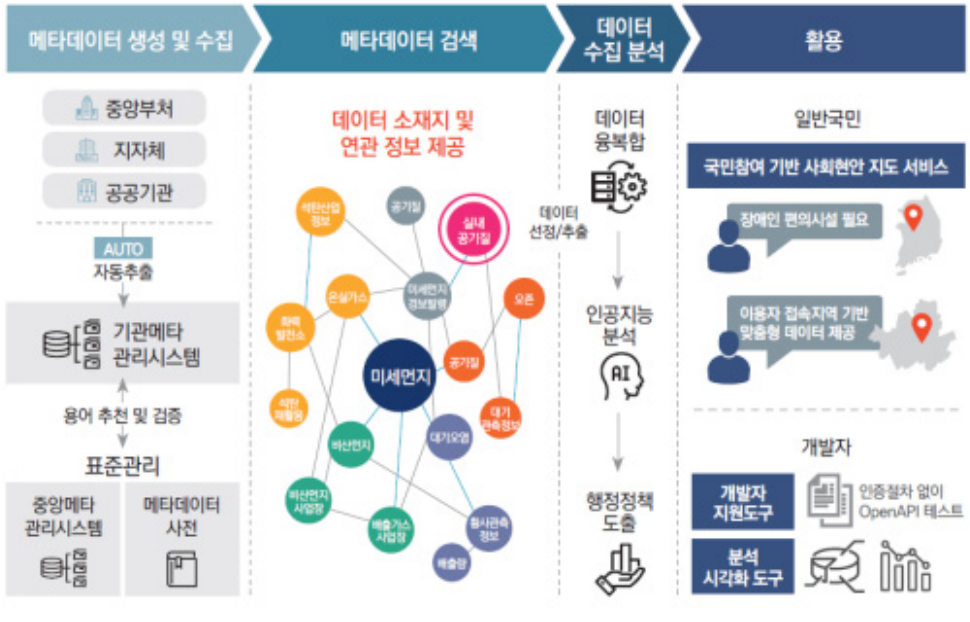 메타데이터 생성 및 수집
메타데이터 검색
데이터
수집 분석
활용
중앙부처
지자체
공공기관
AUTO
자동추출
기관메타
관리시스템
용어 추천 및 검증
표준관리
중앙메타
관리시스템
메타데이터
사전
데이터 소재지 및
연관 정보 제공
석탄산업
정보
공기질
실내
공기질
온실가스
미세먼지
경보발령
오존
화력
발전소
미세먼지
공기질
석탄
재활용
비산먼지
대기오염
대기
관측정보
비산먼지
사업장
배출가스
사업장
황사관측
정보
배출량
데이터
융복합
데이터
선정/추출
인공지능
분석
AI
행정정책
도출
일반국민
국민참여 기반 사회현안 지도 서비스
장애인 편의시설 필요
이용자 접속지역 기반
맞춤형 데이터 제공
개발자
개발자
지원도구
인증절차 없이
OpenAPI 테스트
분석
시각화 도구